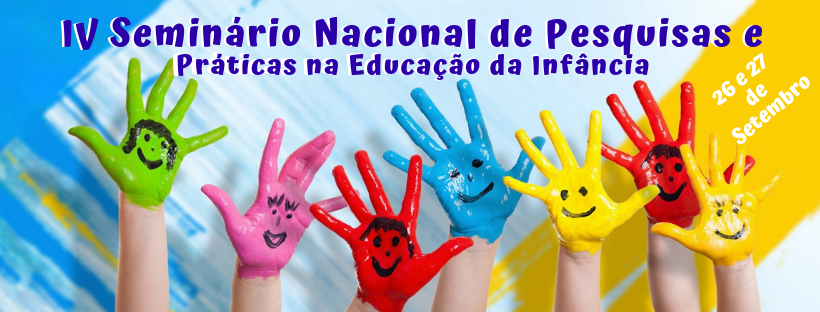 IV Seminário Nacional de Pesquisas e
Práticas na Educação da Infância
26 e 27
de
Setembro